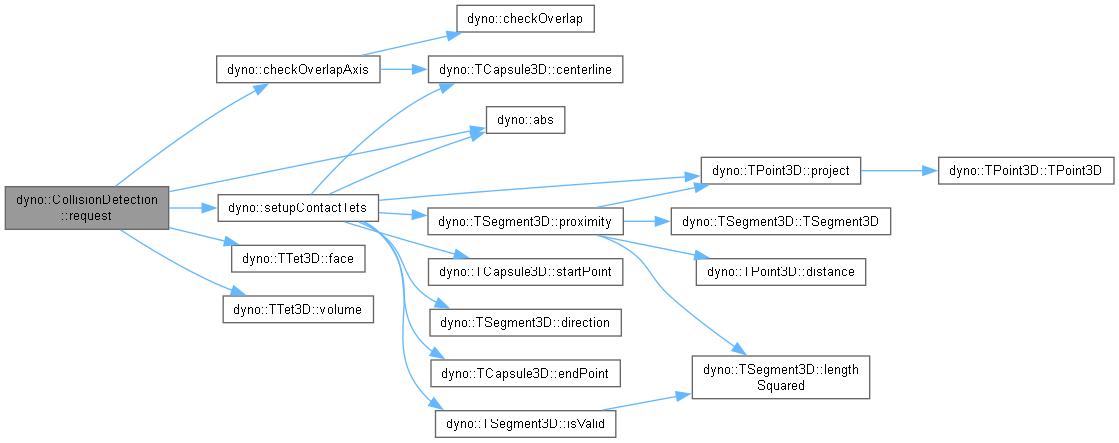 dyno::checkOverlap
dyno::checkOverlapAxis
dyno::TCapsule3D::centerline
dyno::abs
dyno::TPoint3D::project
dyno::TPoint3D::TPoint3D
dyno::CollisionDetection
::request
dyno::setupContactTets
dyno::TSegment3D::proximity
dyno::TSegment3D::TSegment3D
dyno::TTet3D::face
dyno::TCapsule3D::startPoint
dyno::TPoint3D::distance
dyno::TTet3D::volume
dyno::TSegment3D::direction
dyno::TCapsule3D::endPoint
dyno::TSegment3D::length
Squared
dyno::TSegment3D::isValid